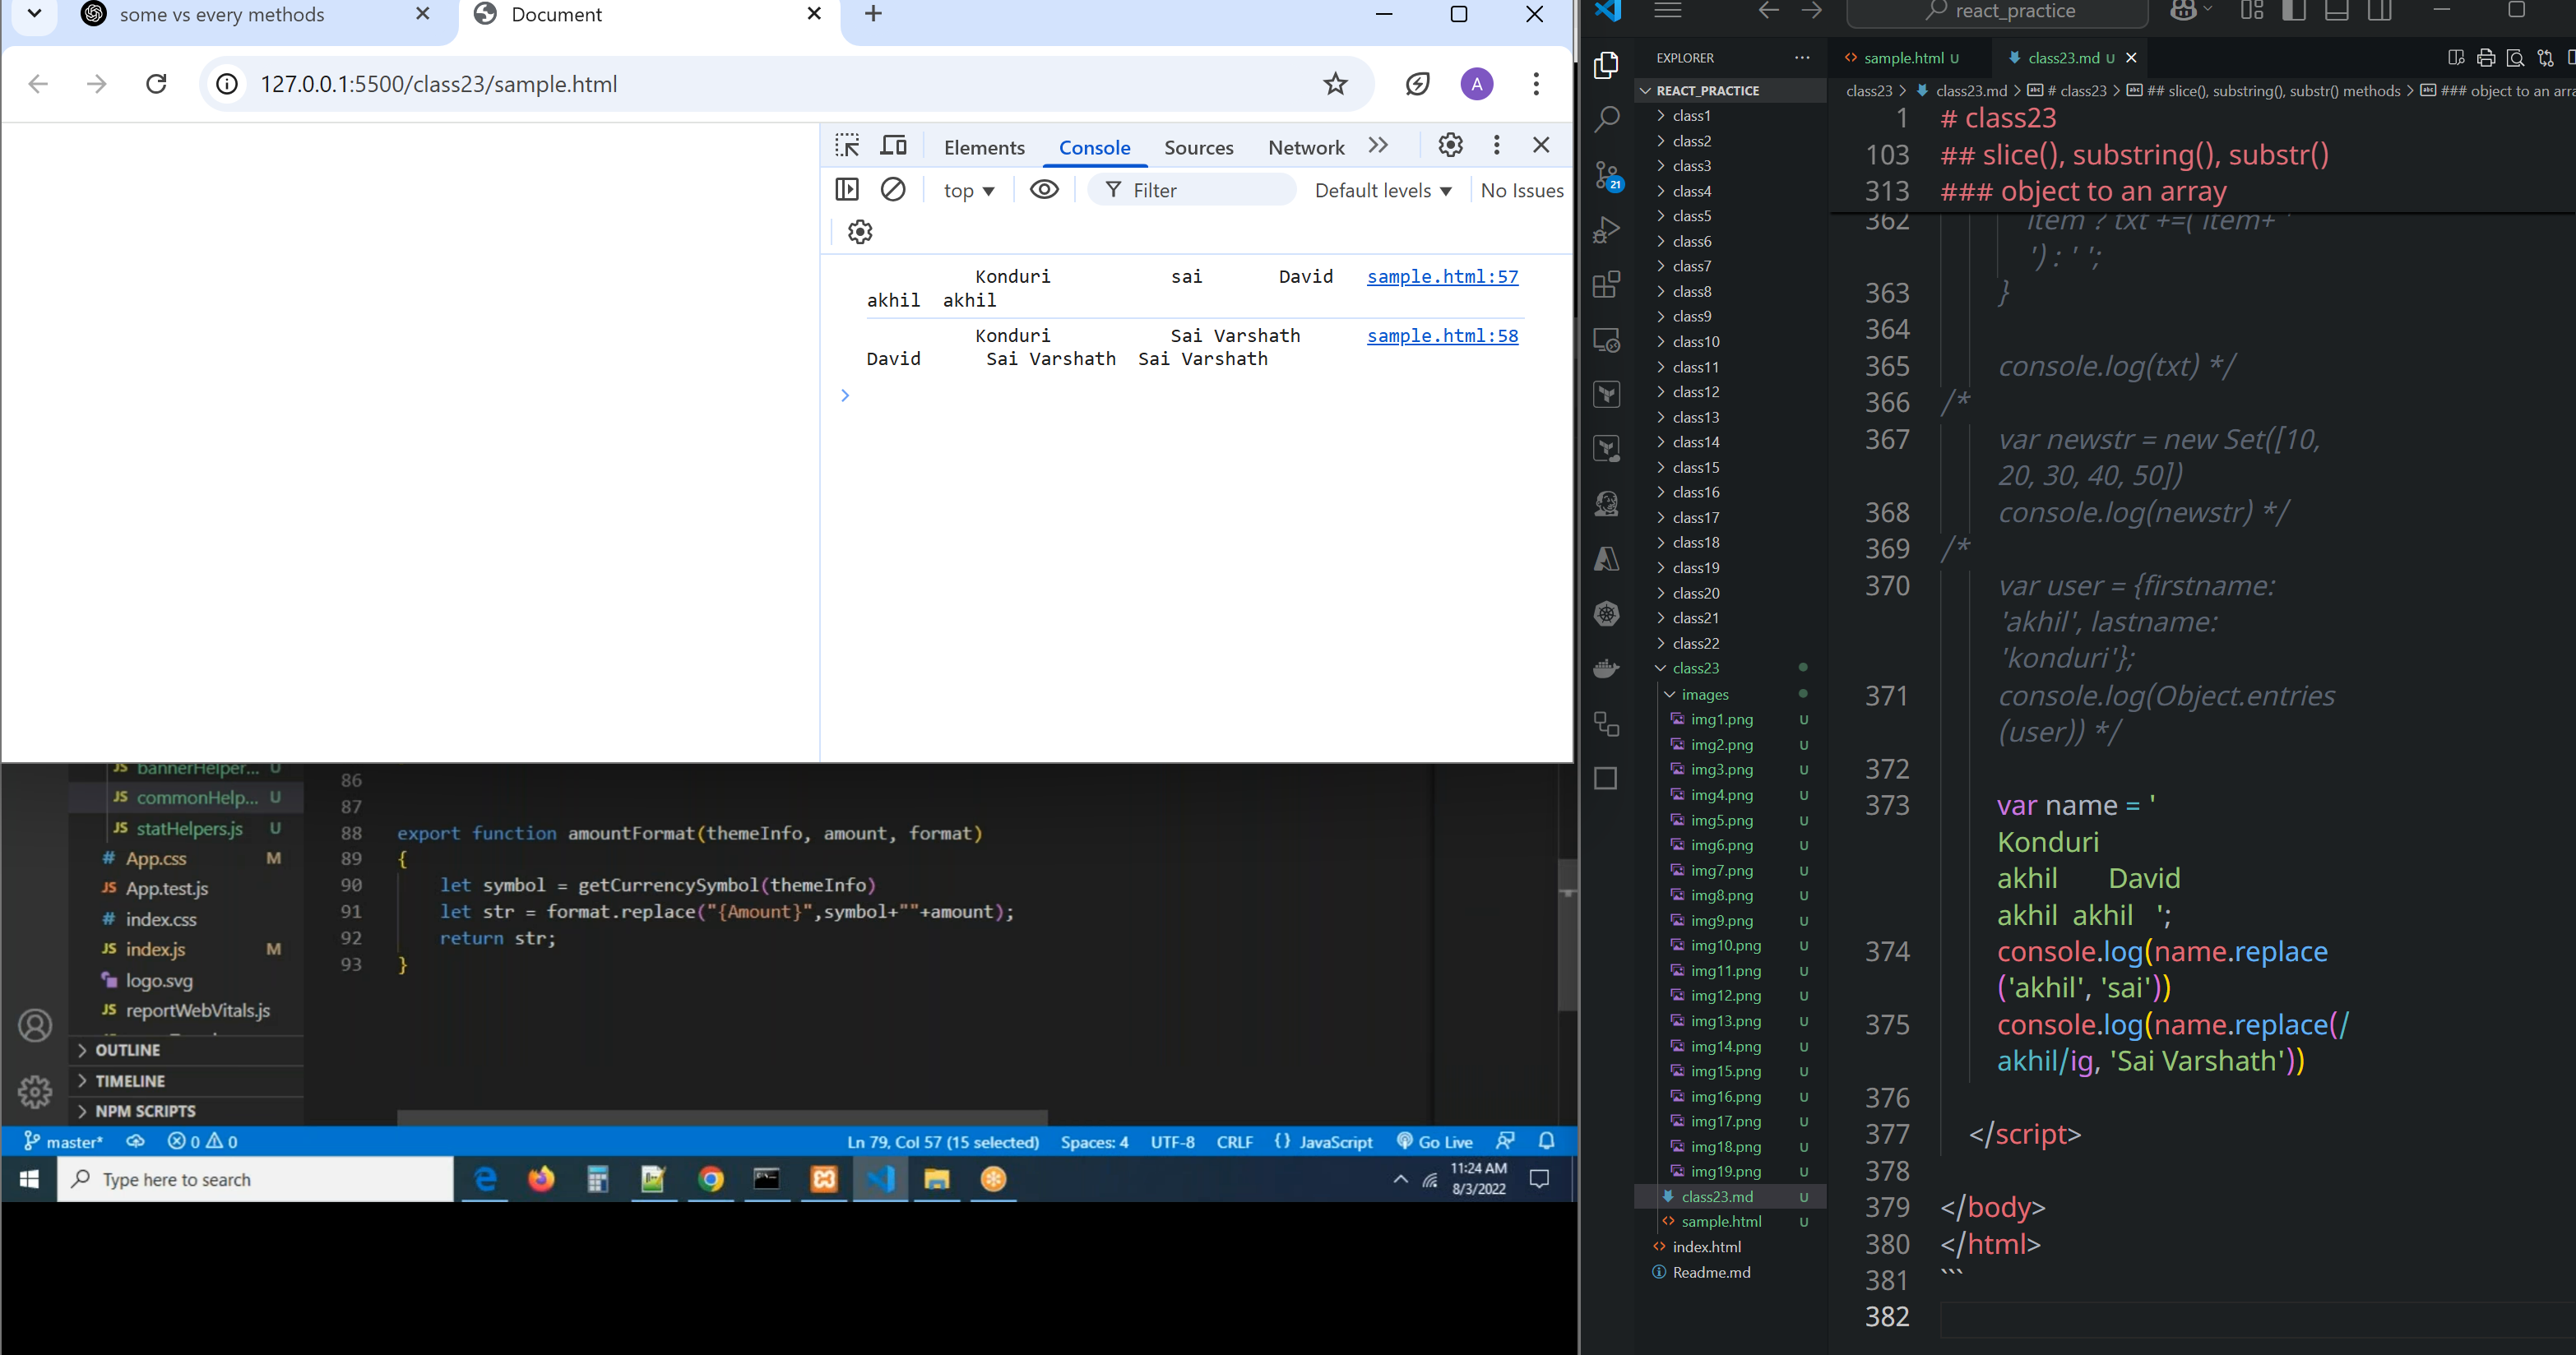 some vs every methods
Document
127.0.0.1:5500/class23/sample.html
A
Elements
Console
Sources
Network
top
Filter
Default levels
No Issues
Konduri sai David sample.html:57
akhil akhil
Konduri Sai Varshath sample.html:58
David Sai Varshath Sai Varshath
JS bannerHelper... U
JS commonHelp... U
JS statHelpers.js U
# App.css M
JS App.test.js
# index.css
JS index.js M
logo.svg
JS reportWebVitals.js
OUTLINE
TIMELINE
NPM SCRIPTS
86
87
88 export function amountFormat(themeInfo, amount, format)
89 {
90 let symbol = getCurrencySymbol(themeInfo)
91 let str = format.replace("{Amount}",symbol+""+amount);
92 return str;
93 }
master* 0 0
Ln 79, Col 57 (15 selected) Spaces: 4 UTF-8 CRLF {} JavaScript Go Live
Type here to search
11:24 AM
8/3/2022
react_practice
EXPLORER
REACT_PRACTICE
21
class1
class2
class3
class4
class5
class6
class7
class8
class9
class10
class11
class12
class13
class14
class15
class16
class17
class18
class19
class20
class21
class22
class23
images
img1.png U
img2.png U
img3.png U
img4.png U
img5.png U
img6.png U
img7.png U
img8.png U
img9.png U
img10.png U
img11.png U
img12.png U
img13.png U
img14.png U
img15.png U
img16.png U
img17.png U
img18.png U
img19.png U
class23.md U
sample.html U
index.html
Readme.md
sample.html U
class23.md U
class23 > class23.md > # class23 > ## slice(), substring(), substr() methods > ### object to an arra
1 # class23
103 ## slice(), substring(), substr()
313 ### object to an array
362 item ? txt +=( item+ '
') : ' ';
363 }
364
365 console.log(txt) */
366 /*
367 var newstr = new Set([10,
20, 30, 40, 50])
368 console.log(newstr) */
369 /*
370 var user = {firstname:
'akhil', lastname:
'konduri'};
371 console.log(Object.entries
(user)) */
372
373 var name = '
Konduri
akhil David
akhil akhil ';
374 console.log(name.replace
('akhil', 'sai'))
375 console.log(name.replace(/
akhil/ig, 'Sai Varshath'))
376
377 </script>
378
379 </body>
380 </html>
381 ```
382